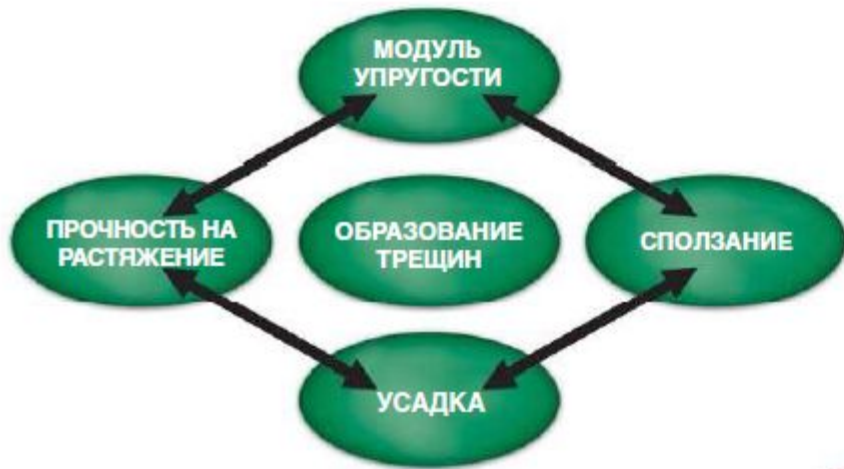 МОДУЛЬ
УПРУГОСТИ
ПРОЧНОСТЬ НА
РАСТЯЖЕНИЕ
ОБРАЗОВАНИЕ
ТРЕЩИН
СПОЛЗАНИЕ
УСАДКА